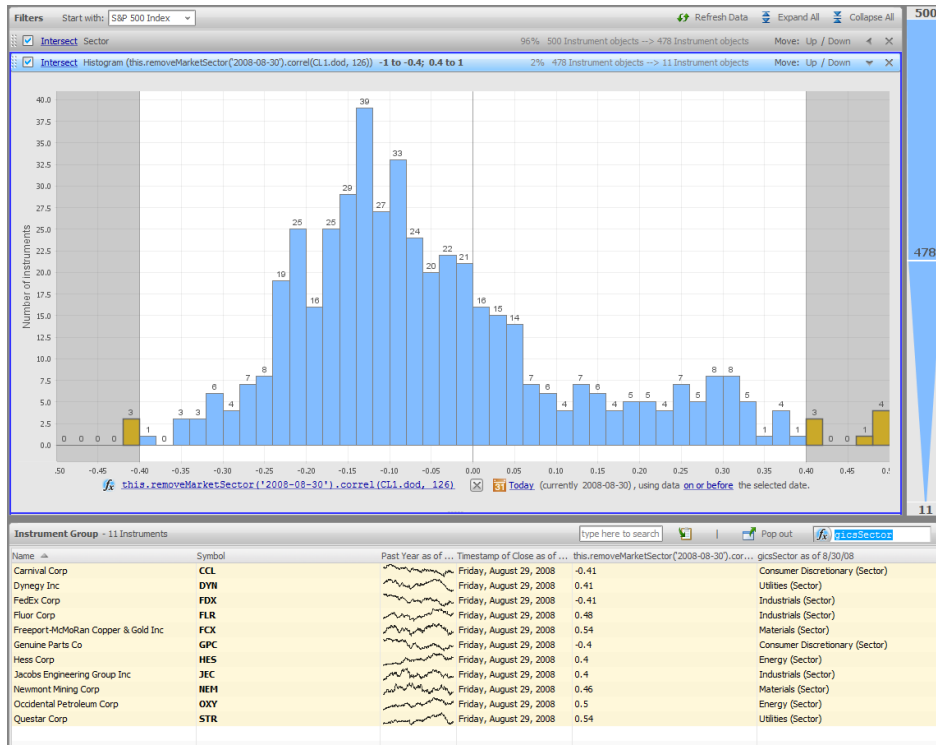 Filters Start with: S&P 500 Index Refresh Data Expand All Collapse All 500
Intersect Sector 96% 500 Instrument objects --> 478 Instrument objects Move: Up / Down
Intersect Histogram (this.removeMarketSector('2008-08-30').correl(CL1.dod, 126)) -1 to -0.4; 0.4 to 1 2% 478 Instrument objects --> 11 Instrument objects Move: Up / Down
Number of Instruments
40.0
37.5
35.0
32.5
30.0
27.5
25.0
22.5
20.0
17.5
15.0
12.5
10.0
7.5
5.0
2.5
0.0
0 0 0 0 3 1 0 3 3 6 4 7 8 19 25 16 25 29 39 27 33 24 20 22 21 16 15 14 7 6 4 7 6 4 5 5 4 7 5 8 8 5 1 4 1 3 0 0 1 4
478
.50 -0.45 -0.40 -0.35 -0.30 -0.25 -0.20 -0.15 -0.10 -0.05 0.00 0.05 0.10 0.15 0.20 0.25 0.30 0.35 0.40 0.45 0.5
fx this.removeMarketSector('2008-08-30').correl(CL1.dod, 126) 31 Today (currently 2008-08-30), using data on or before the selected date.
11
Instrument Group - 11 Instruments type here to search | Pop out fx gicsSector
Name Symbol Past Year as of ... Timestamp of Close as of ... this.removeMarketSector('2008-08-30').cor... gicsSector as of 8/30/08
Carnival Corp CCL Friday, August 29, 2008 -0.41 Consumer Discretionary (Sector)
Dynegy Inc DYN Friday, August 29, 2008 0.41 Utilities (Sector)
FedEx Corp FDX Friday, August 29, 2008 -0.41 Industrials (Sector)
Fluor Corp FLR Friday, August 29, 2008 0.48 Industrials (Sector)
Freeport-McMoRan Copper & Gold Inc FCX Friday, August 29, 2008 0.54 Materials (Sector)
Genuine Parts Co GPC Friday, August 29, 2008 -0.4 Consumer Discretionary (Sector)
Hess Corp HES Friday, August 29, 2008 0.4 Energy (Sector)
Jacobs Engineering Group Inc JEC Friday, August 29, 2008 0.4 Industrials (Sector)
Newmont Mining Corp NEM Friday, August 29, 2008 0.46 Materials (Sector)
Occidental Petroleum Corp OXY Friday, August 29, 2008 0.5 Energy (Sector)
Questar Corp STR Friday, August 29, 2008 0.54 Utilities (Sector)